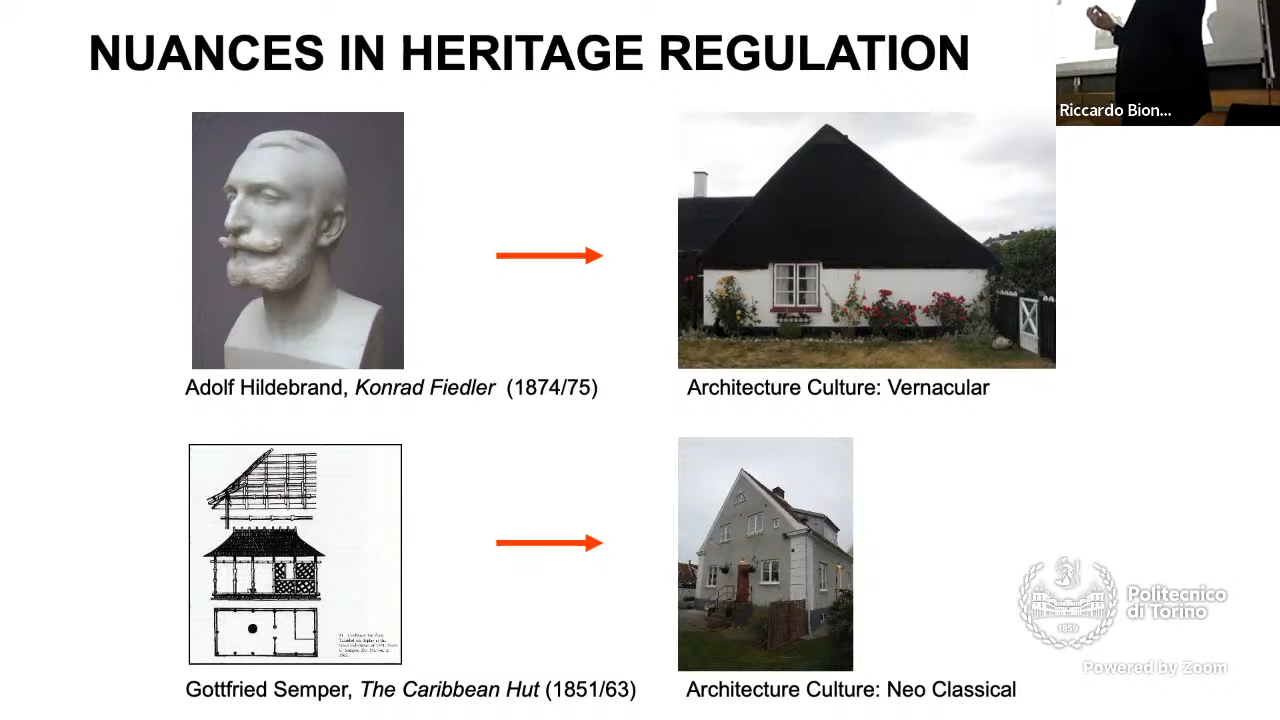 NUANCES IN HERITAGE REGULATION
Riccardo Bion...
Adolf Hildebrand, Konrad Fiedler (1874/75)
Architecture Culture: Vernacular
Gottfried Semper, The Caribbean Hut (1851/63)
Architecture Culture: Neo Classical
Politecnico
di Torino
1859
Powered by Zoom